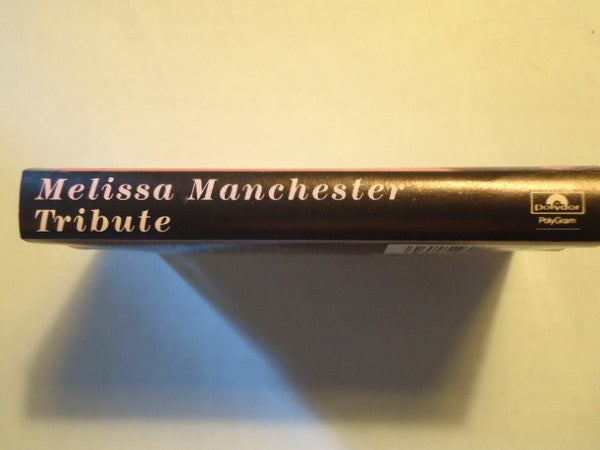 Melissa Manchester
Tribute
polydor
PolyGram